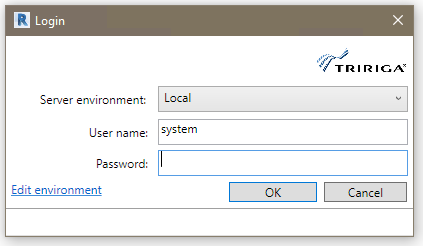 R Login
TRIRIGA
Server environment: Local
User name: system
Password:
Edit environment OK Cancel